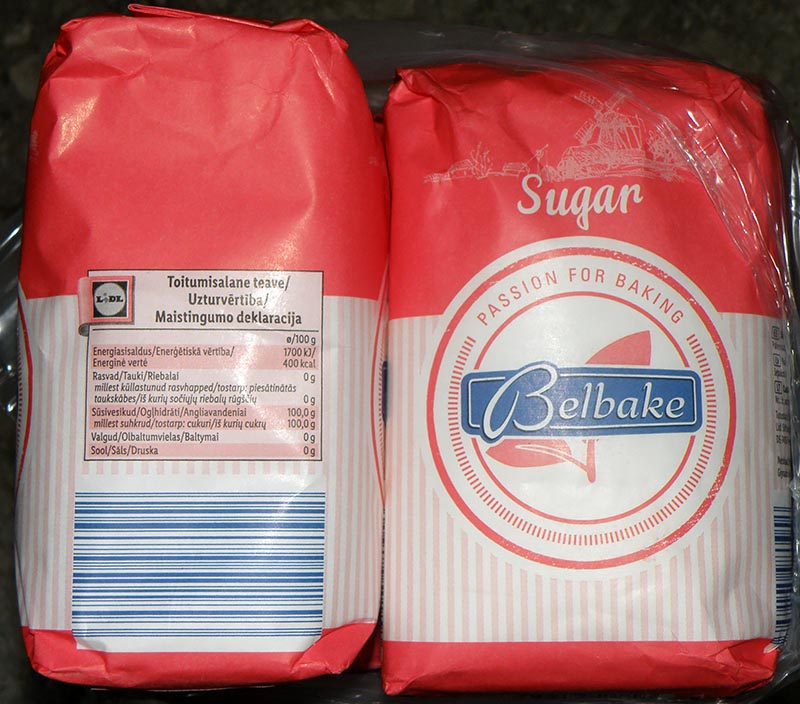 LIDL
Toitumisalane teave/
Uzturvērtība/
Maistingumo deklaracija
ø/100 g
Energiasisaldus/Enerģētiskā vērtība/ 1700 kJ/
Energinė vertė 400 kcal
Rasvad/Tauki/Riebalai 0 g
millest küllastunud rasvhapped/tostarp: piesātinātās
taukskābes/iš kurių sočiųjų riebalų rūgščių 0 g
Süsivesikud/Ogļhidrāti/Angliavandeniai 100,0 g
millest suhkrud/tostarp: cukuri/iš kurių cukrų 100,0 g
Valgud/Olbaltumvielas/Baltymai 0 g
Sool/Sāls/Druska 0 g
Sugar
PASSION FOR BAKING
Belbake